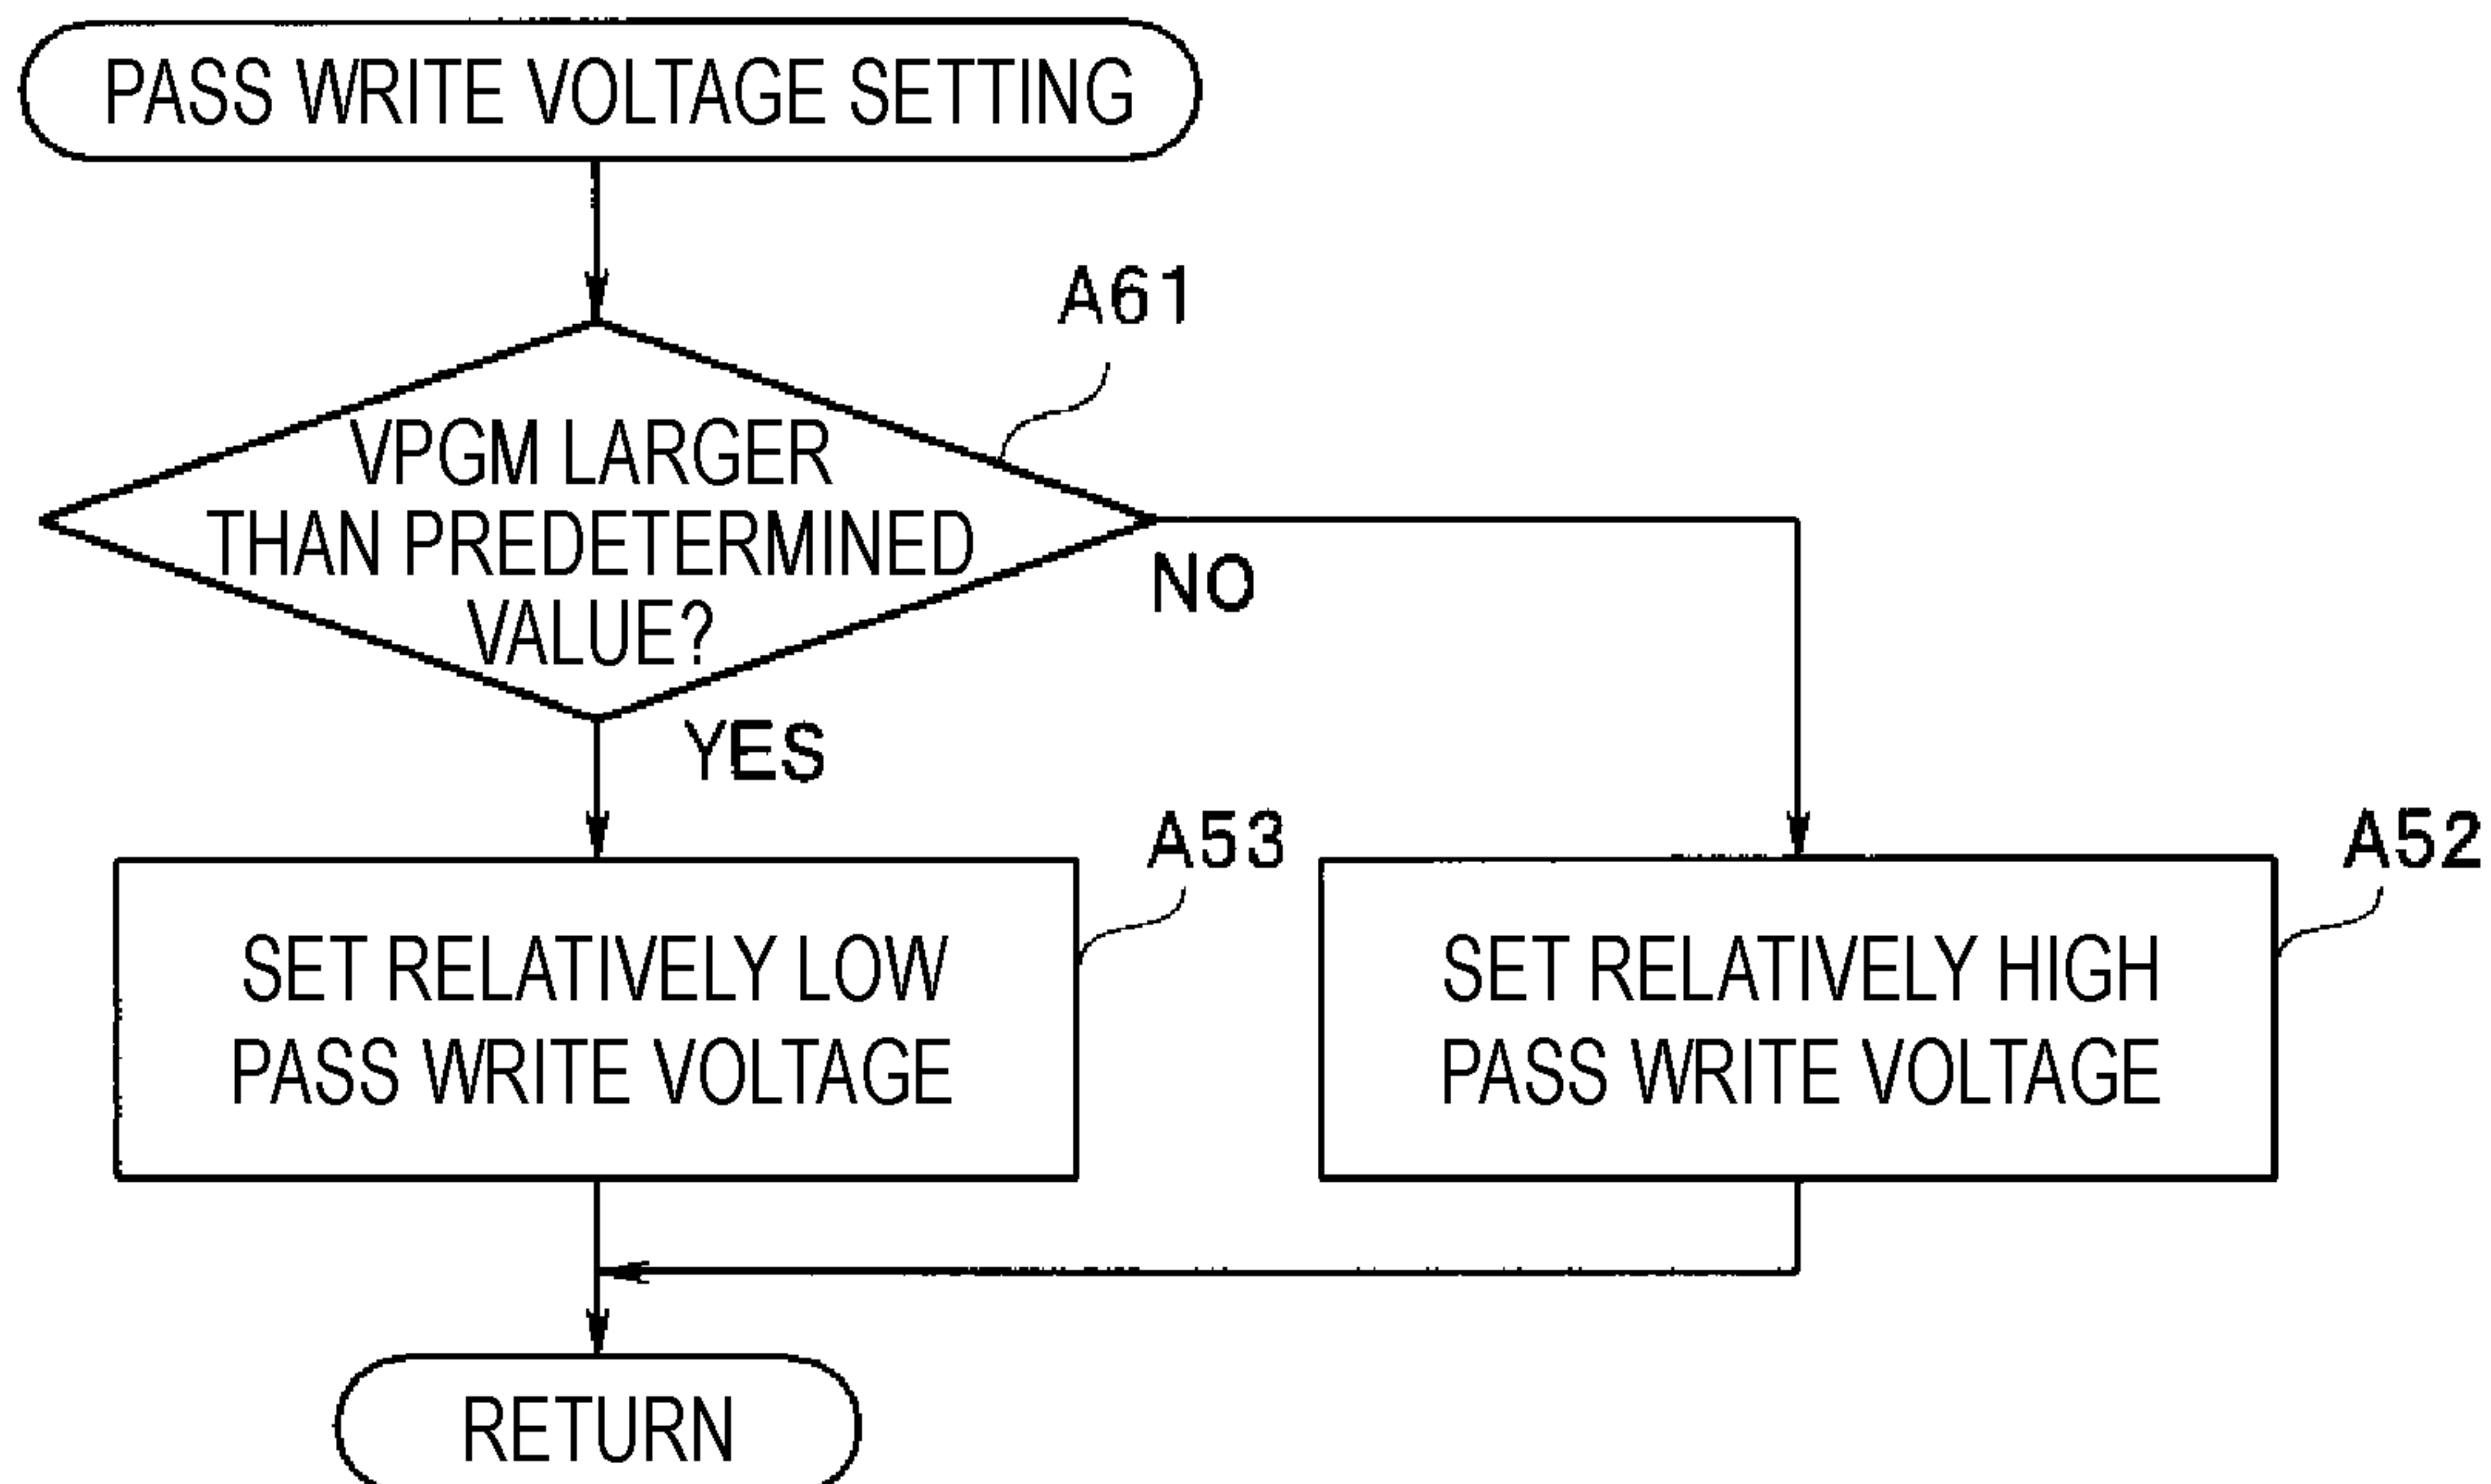 PASS WRITE VOLTAGE SETTING
A61
VPGM LARGER
THAN PREDETERMINED
VALUE?
NO
YES
A53
SET RELATIVELY LOW
PASS WRITE VOLTAGE
A52
SET RELATIVELY HIGH
PASS WRITE VOLTAGE
RETURN